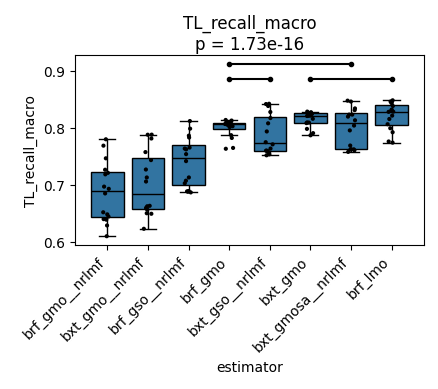 TL_recall_macro
p = 1.73e-16
TL_recall_macro
0.9
0.8
0.7
0.6
brf_gmo__nrlmf
bxt_gmo__nrlmf
brf_gso__nrlmf
brf_gmo
bxt_gso__nrlmf
bxt_gmo
bxt_gmosa__nrlmf
brf_lmo
estimator